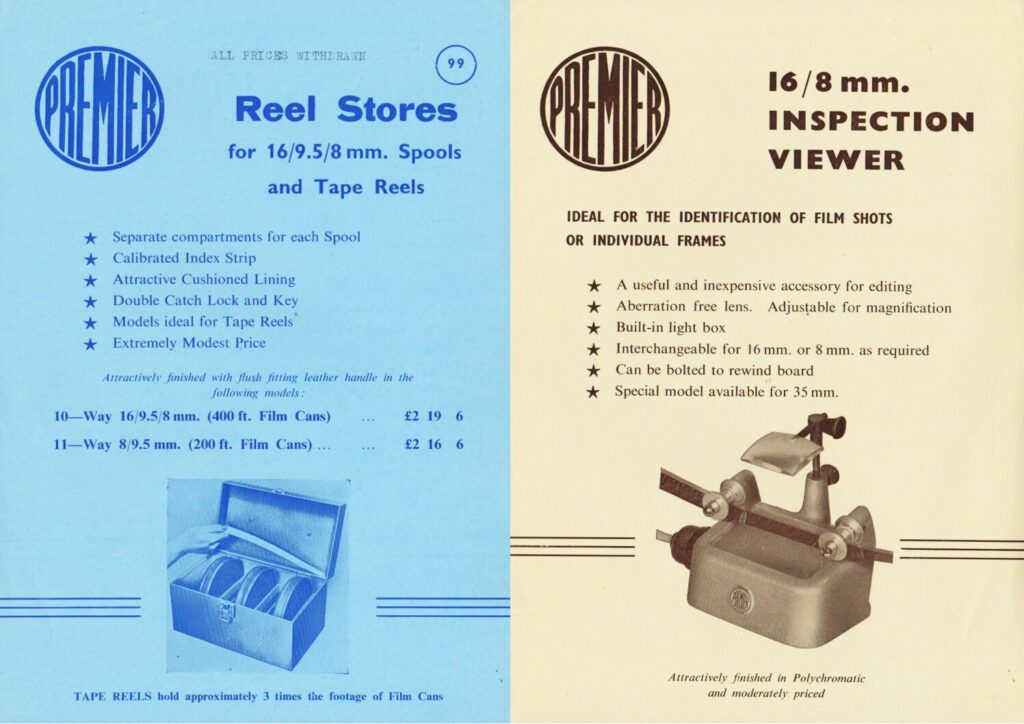 PREMIER
ALL PRICES WITHDRAWN
99
Reel Stores
for 16/9.5/8 mm. Spools
and Tape Reels
★ Separate compartments for each Spool
★ Calibrated Index Strip
★ Attractive Cushioned Lining
★ Double Catch Lock and Key
★ Models ideal for Tape Reels
★ Extremely Modest Price
Attractively finished with flush fitting leather handle in the
following models:
10—Way 16/9.5/8 mm. (400 ft. Film Cans) ... £2 19 6
11—Way 8/9.5 mm. (200 ft. Film Cans) ... ... £2 16 6
TAPE REELS hold approximately 3 times the footage of Film Cans
PREMIER
16/8 mm.
INSPECTION
VIEWER
IDEAL FOR THE IDENTIFICATION OF FILM SHOTS
OR INDIVIDUAL FRAMES
★ A useful and inexpensive accessory for editing
★ Aberration free lens. Adjustable for magnification
★ Built-in light box
★ Interchangeable for 16 mm. or 8 mm. as required
★ Can be bolted to rewind board
★ Special model available for 35 mm.
PREMIER
Attractively finished in Polychromatic
and moderately priced